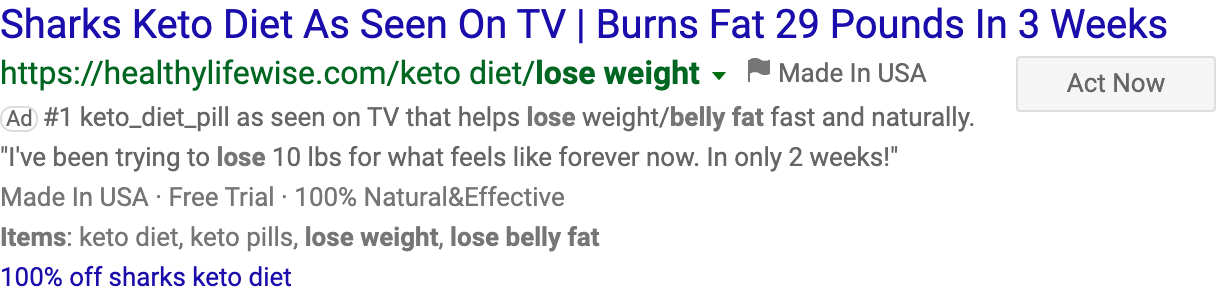 Sharks Keto Diet As Seen On TV | Burns Fat 29 Pounds In 3 Weeks
https://healthylifewise.com/keto diet/lose weight Made In USA
Act Now
Ad #1 keto_diet_pill as seen on TV that helps lose weight/belly fat fast and naturally.
"I've been trying to lose 10 lbs for what feels like forever now. In only 2 weeks!"
Made In USA · Free Trial · 100% Natural&Effective
Items: keto diet, keto pills, lose weight, lose belly fat
100% off sharks keto diet